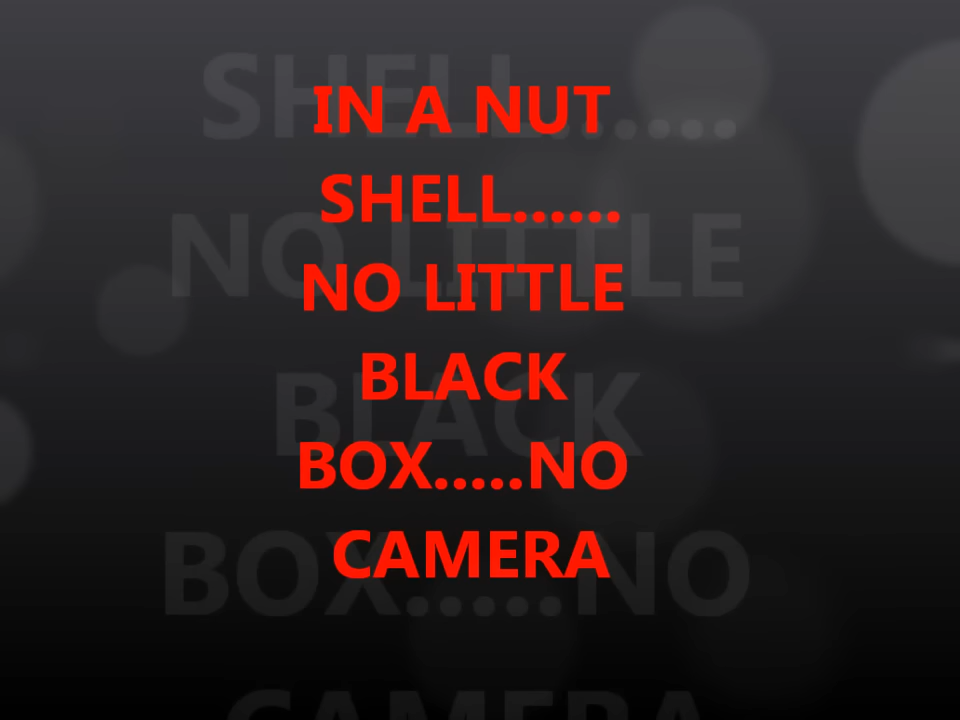 IN A NUT
SHELL......
NO LITTLE
BLACK
BOX.....NO
CAMERA